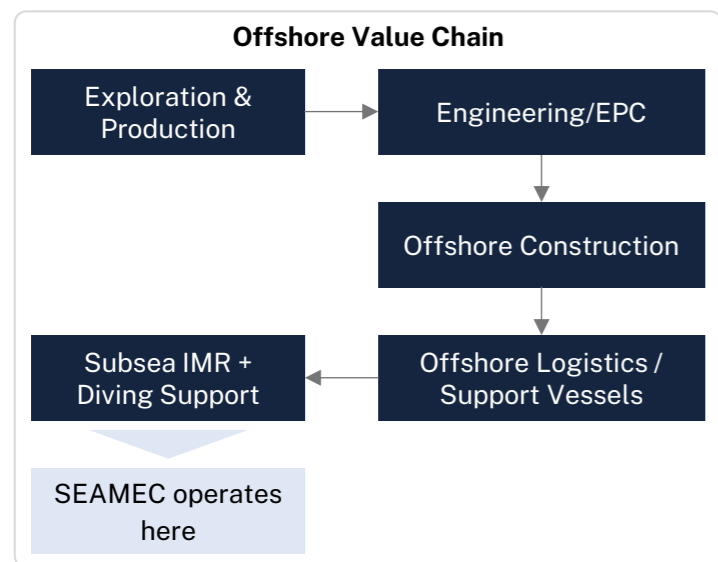 Offshore Value Chain
Exploration &
Production
Engineering/EPC
Offshore Construction
Offshore Logistics /
Support Vessels
Subsea IMR +
Diving Support
SEAMEC operates
here